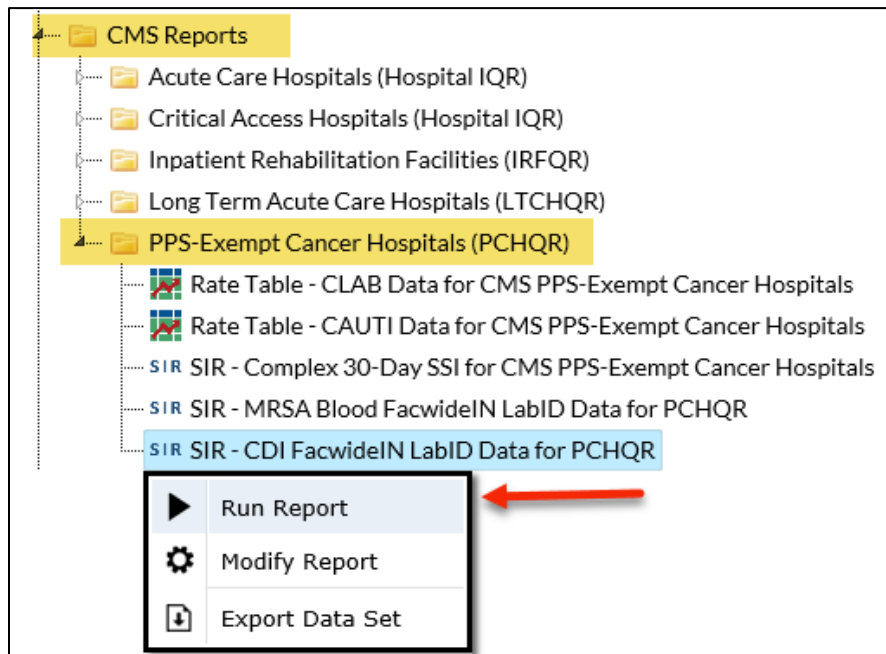 CMS Reports
Acute Care Hospitals (Hospital IQR)
Critical Access Hospitals (Hospital IQR)
Inpatient Rehabilitation Facilities (IRFQR)
Long Term Acute Care Hospitals (LTCHQR)
PPS-Exempt Cancer Hospitals (PCHQR)
Rate Table - CLAB Data for CMS PPS-Exempt Cancer Hospitals
Rate Table - CAUTI Data for CMS PPS-Exempt Cancer Hospitals
SIR SIR - Complex 30-Day SSI for CMS PPS-Exempt Cancer Hospitals
SIR SIR - MRSA Blood FacwideIN LabID Data for PCHQR
SIR SIR - CDI FacwideIN LabID Data for PCHQR
Run Report
Modify Report
Export Data Set